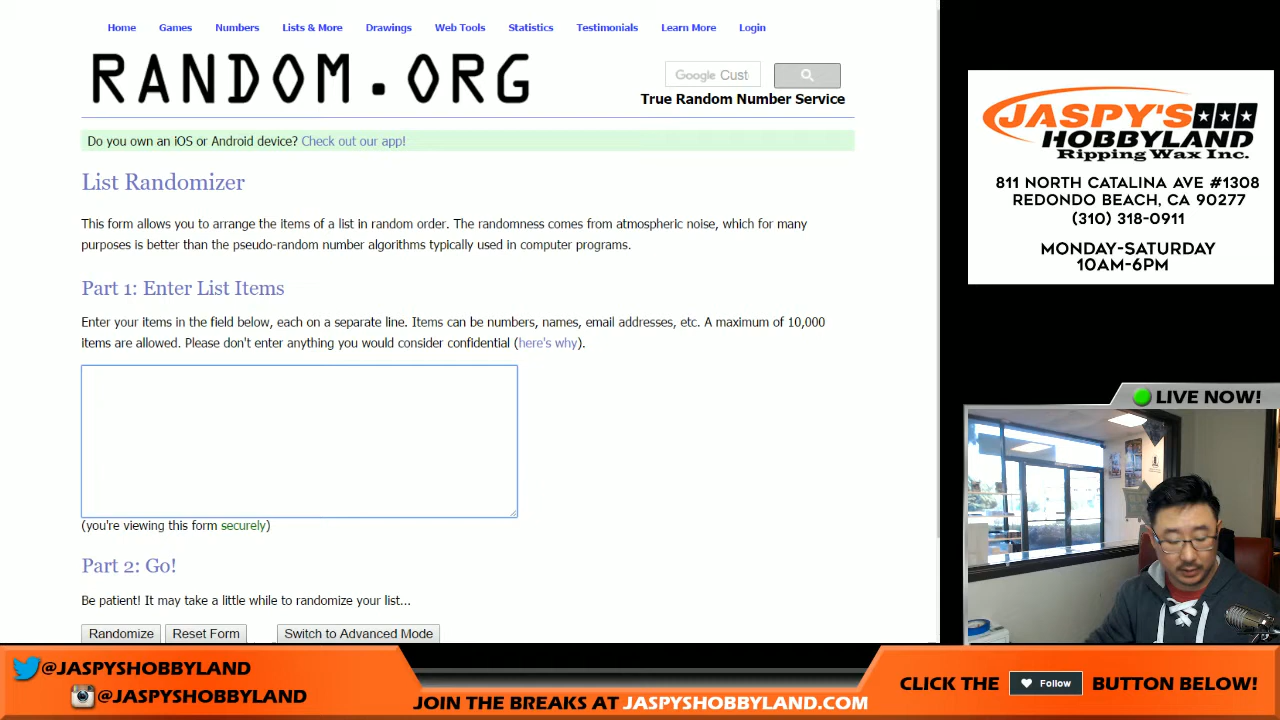 Home Games Numbers Lists & More Drawings Web Tools Statistics Testimonials Learn More Login
RANDOM.ORG
Google Cust
True Random Number Service
Do you own an iOS or Android device? Check out our app!
List Randomizer
This form allows you to arrange the items of a list in random order. The randomness comes from atmospheric noise, which for many
purposes is better than the pseudo-random number algorithms typically used in computer programs.
Part 1: Enter List Items
Enter your items in the field below, each on a separate line. Items can be numbers, names, email addresses, etc. A maximum of 10,000
items are allowed. Please don't enter anything you would consider confidential (here's why).
(you're viewing this form securely)
Part 2: Go!
Be patient! It may take a little while to randomize your list...
Randomize Reset Form Switch to Advanced Mode
JASPY'S
HOBBYLAND
Ripping Wax Inc.
811 NORTH CATALINA AVE #1308
REDONDO BEACH, CA 90277
(310) 318-0911
MONDAY-SATURDAY
10AM-6PM
LIVE NOW!
@JASPYSHOBBYLAND
@JASPYSHOBBYLAND
JOIN THE BREAKS AT JASPYSHOBBYLAND.COM
CLICK THE Follow BUTTON BELOW!